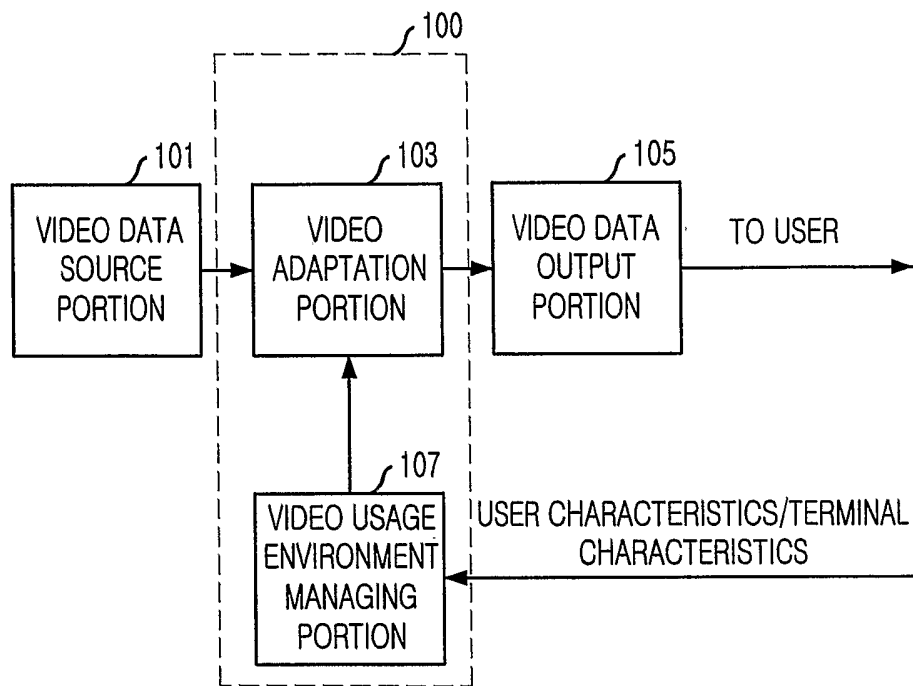 100
101
103
105
VIDEO DATA
SOURCE
PORTION
VIDEO
ADAPTATION
PORTION
VIDEO DATA
OUTPUT
PORTION
TO USER
107
VIDEO USAGE
ENVIRONMENT
MANAGING
PORTION
USER CHARACTERISTICS/TERMINAL
CHARACTERISTICS